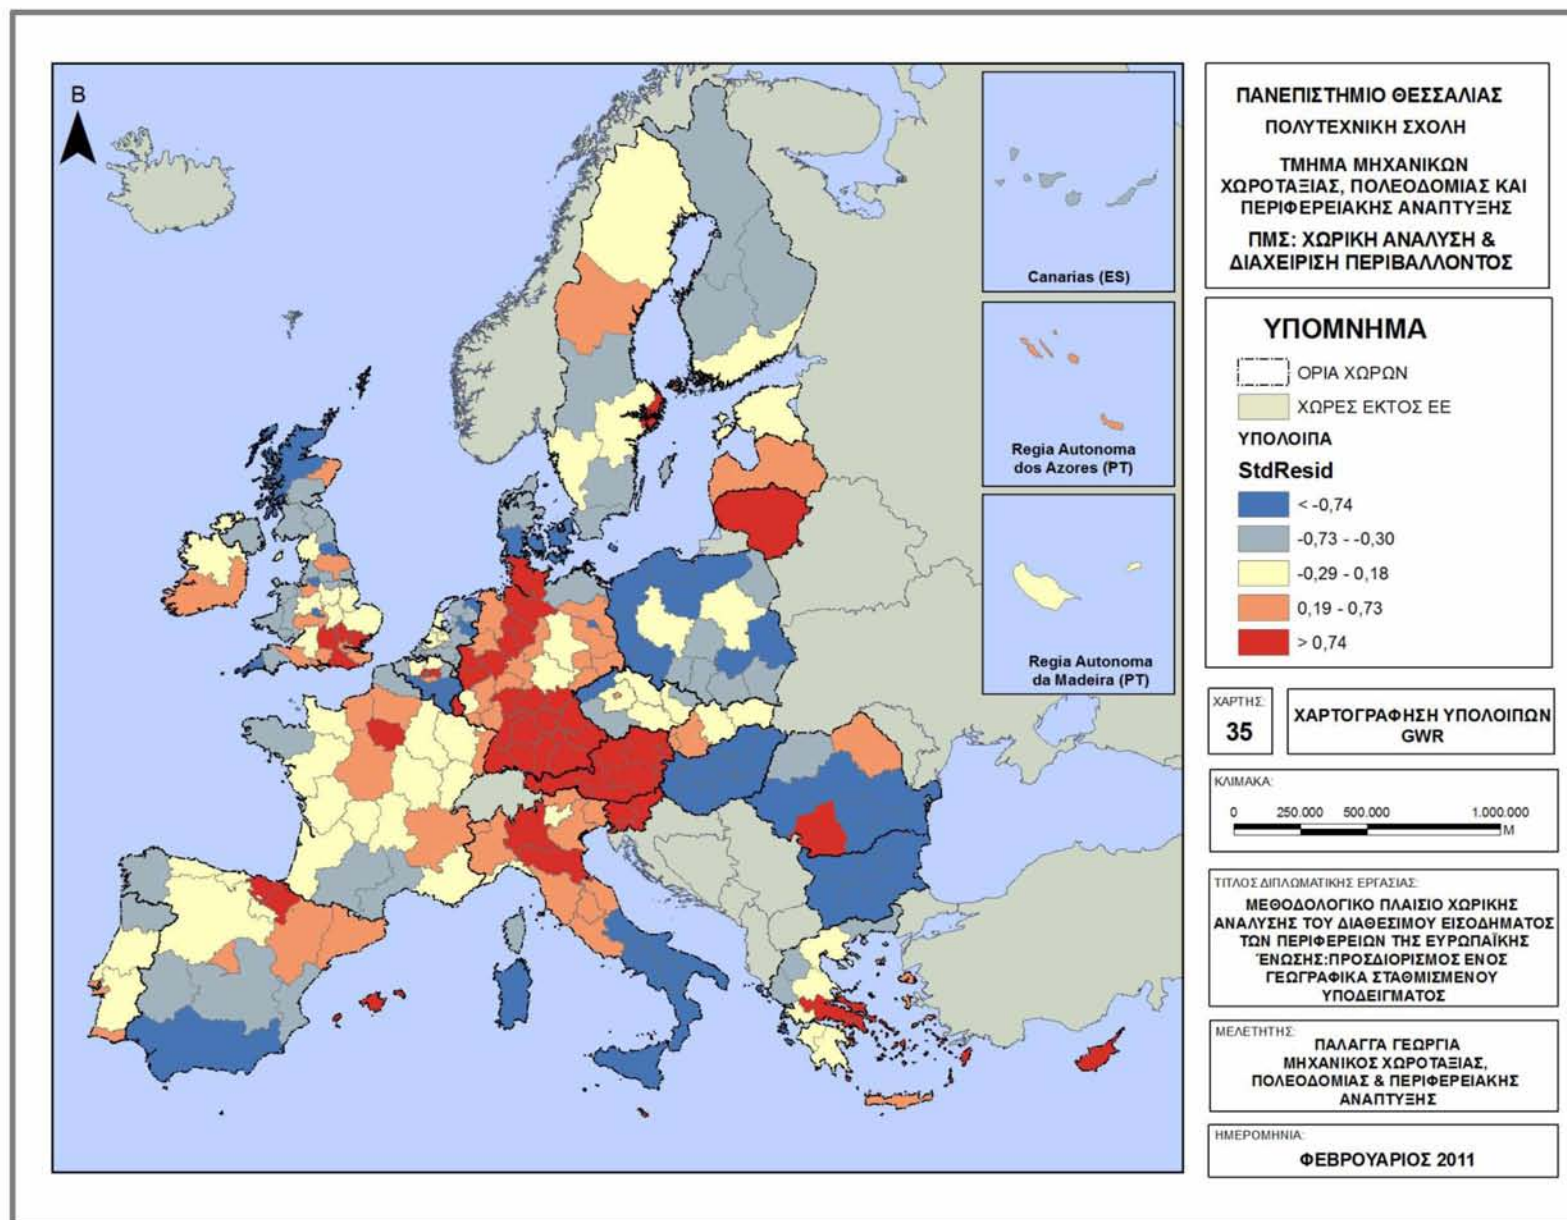 B
Canarias (ES)
Regia Autonoma
dos Azores (PT)
Regia Autonoma
da Madeira (PT)
ΠΑΝΕΠΙΣΤΗΜΙΟ ΘΕΣΣΑΛΙΑΣ
ΠΟΛΥΤΕΧΝΙΚΗ ΣΧΟΛΗ
ΤΜΗΜΑ ΜΗΧΑΝΙΚΩΝ
ΧΩΡΟΤΑΞΙΑΣ, ΠΟΛΕΟΔΟΜΙΑΣ ΚΑΙ
ΠΕΡΙΦΕΡΕΙΑΚΗΣ ΑΝΑΠΤΥΞΗΣ
ΠΜΣ: ΧΩΡΙΚΗ ΑΝΑΛΥΣΗ &
ΔΙΑΧΕΙΡΙΣΗ ΠΕΡΙΒΑΛΛΟΝΤΟΣ
ΥΠΟΜΝΗΜΑ
ΟΡΙΑ ΧΩΡΩΝ
ΧΩΡΕΣ ΕΚΤΟΣ ΕΕ
ΥΠΟΛΟΙΠΑ
StdResid
< -0,74
-0,73 - -0,30
-0,29 - 0,18
0,19 - 0,73
> 0,74
ΧΑΡΤΗΣ:
35
ΧΑΡΤΟΓΡΑΦΗΣΗ ΥΠΟΛΟΙΠΩΝ
GWR
ΚΛΙΜΑΚΑ:
0 250.000 500.000 1.000.000
M
ΤΙΤΛΟΣ ΔΙΠΛΩΜΑΤΙΚΗΣ ΕΡΓΑΣΙΑΣ:
ΜΕΘΟΔΟΛΟΓΙΚΟ ΠΛΑΙΣΙΟ ΧΩΡΙΚΗΣ
ΑΝΑΛΥΣΗΣ ΤΟΥ ΔΙΑΘΕΣΙΜΟΥ ΕΙΣΟΔΗΜΑΤΟΣ
ΤΩΝ ΠΕΡΙΦΕΡΕΙΩΝ ΤΗΣ ΕΥΡΩΠΑΪΚΗΣ
ΈΝΩΣΗΣ:ΠΡΟΣΔΙΟΡΙΣΜΟΣ ΕΝΟΣ
ΓΕΩΓΡΑΦΙΚΑ ΣΤΑΘΜΙΣΜΕΝΟΥ
ΥΠΟΔΕΙΓΜΑΤΟΣ
ΜΕΛΕΤΗΤΗΣ:
ΠΑΛΑΓΓΑ ΓΕΩΡΓΙΑ
ΜΗΧΑΝΙΚΟΣ ΧΩΡΟΤΑΞΙΑΣ,
ΠΟΛΕΟΔΟΜΙΑΣ & ΠΕΡΙΦΕΡΕΙΑΚΗΣ
ΑΝΑΠΤΥΞΗΣ
ΗΜΕΡΟΜΗΝΙΑ:
ΦΕΒΡΟΥΑΡΙΟΣ 2011